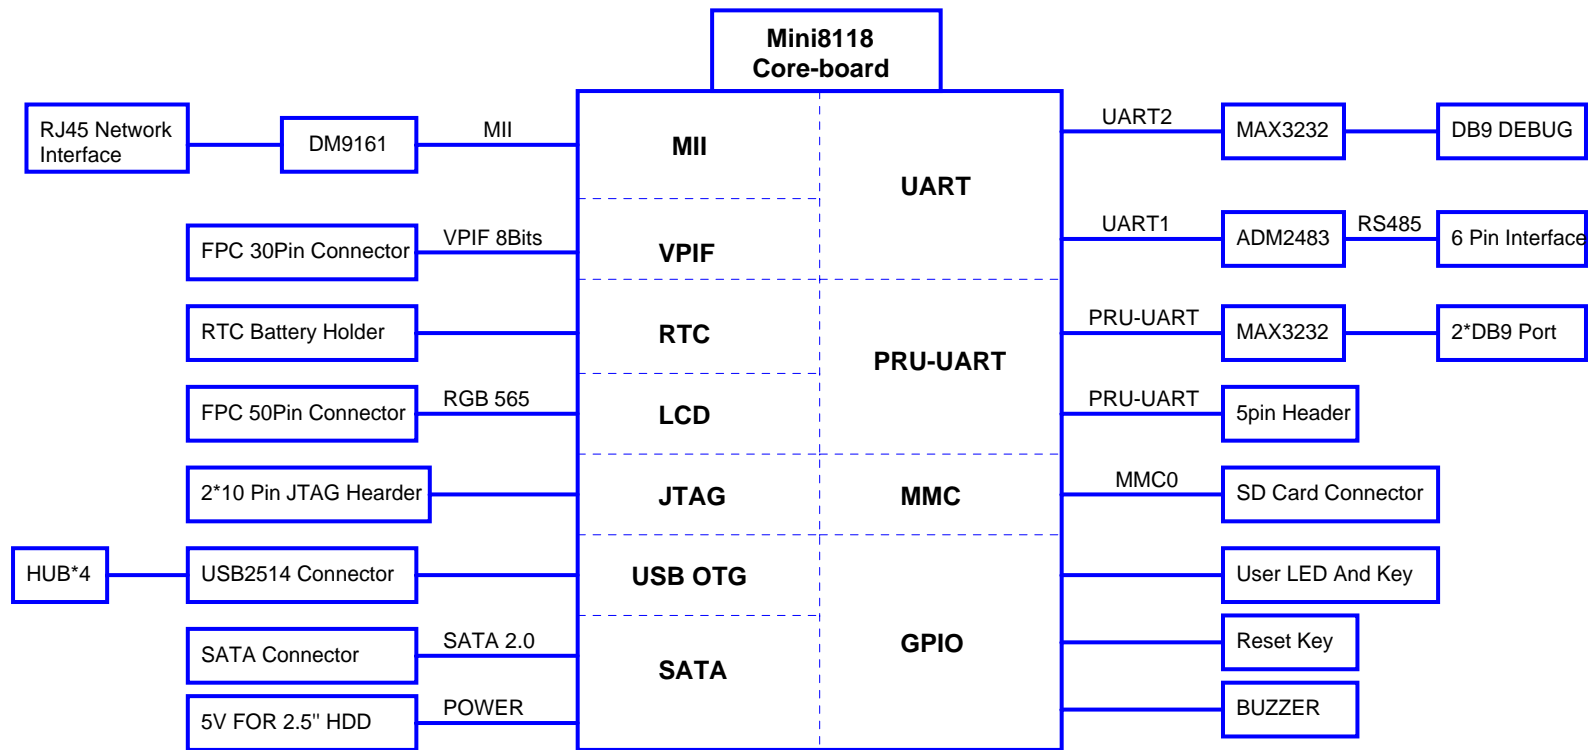 Mini8118
Core-board
RJ45 Network
Interface
DM9161
MII
MII
UART
UART2
MAX3232
DB9 DEBUG
FPC 30Pin Connector
VPIF 8Bits
VPIF
UART1
ADM2483
RS485
6 Pin Interface
RTC Battery Holder
RTC
PRU-UART
PRU-UART
MAX3232
2*DB9 Port
FPC 50Pin Connector
RGB 565
LCD
PRU-UART
5pin Header
2*10 Pin JTAG Hearder
JTAG
MMC
MMC0
SD Card Connector
HUB*4
USB2514 Connector
USB OTG
User LED And Key
SATA Connector
SATA 2.0
SATA
GPIO
Reset Key
5V FOR 2.5" HDD
POWER
BUZZER